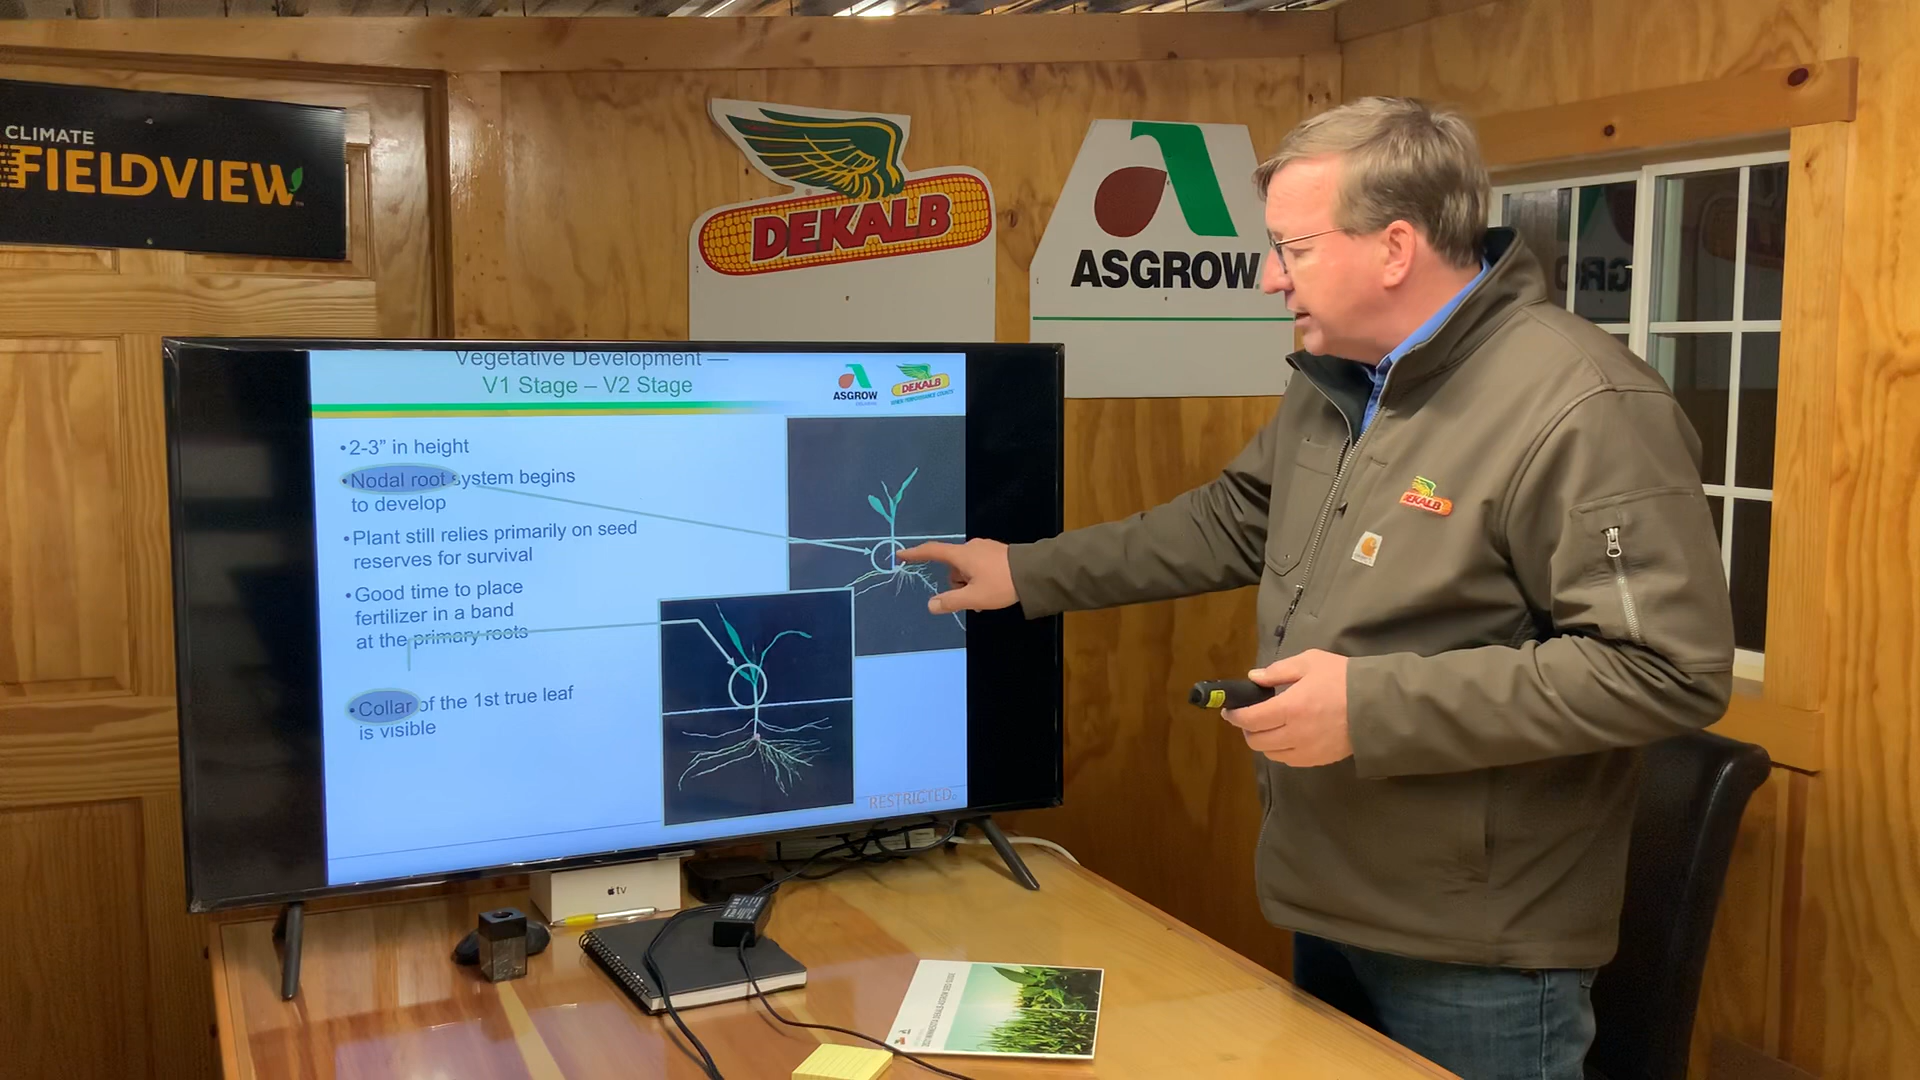 CLIMATE
FIELDVIEW
DEKALB
ASGROW
Vegetative Development —
V1 Stage – V2 Stage
ASGROW
DEKALB
•2-3” in height
•Nodal root system begins
to develop
•Plant still relies primarily on seed
reserves for survival
•Good time to place
fertilizer in a band
at the primary roots
•Collar of the 1st true leaf
is visible
RESTRICTED
DEKALB
tv